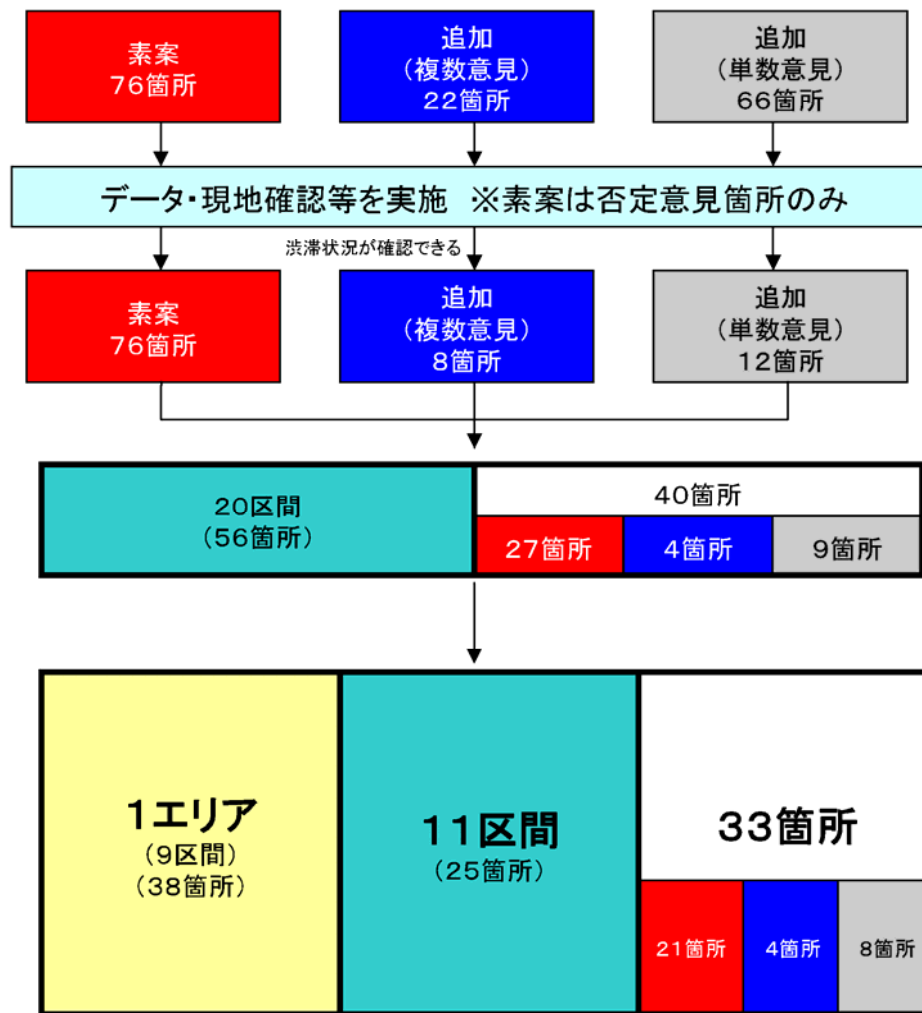 素案
76箇所
追加
(複数意見)
22箇所
追加
(単数意見)
66箇所
データ・現地確認等を実施 ※素案は否定意見箇所のみ
渋滞状況が確認できる
素案
76箇所
追加
(複数意見)
8箇所
追加
(単数意見)
12箇所
20区間
(56箇所)
40箇所
27箇所
4箇所
9箇所
1エリア
(9区間)
(38箇所)
11区間
(25箇所)
33箇所
21箇所
4箇所
8箇所